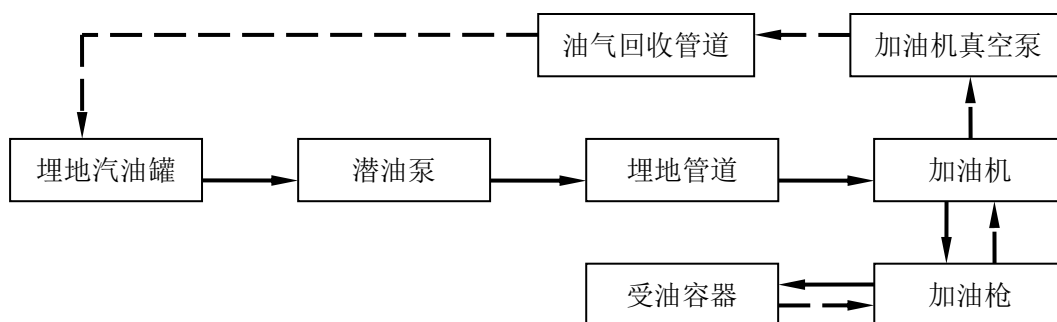 油气回收管道
加油机真空泵
埋地汽油罐
潜油泵
埋地管道
加油机
受油容器
加油枪